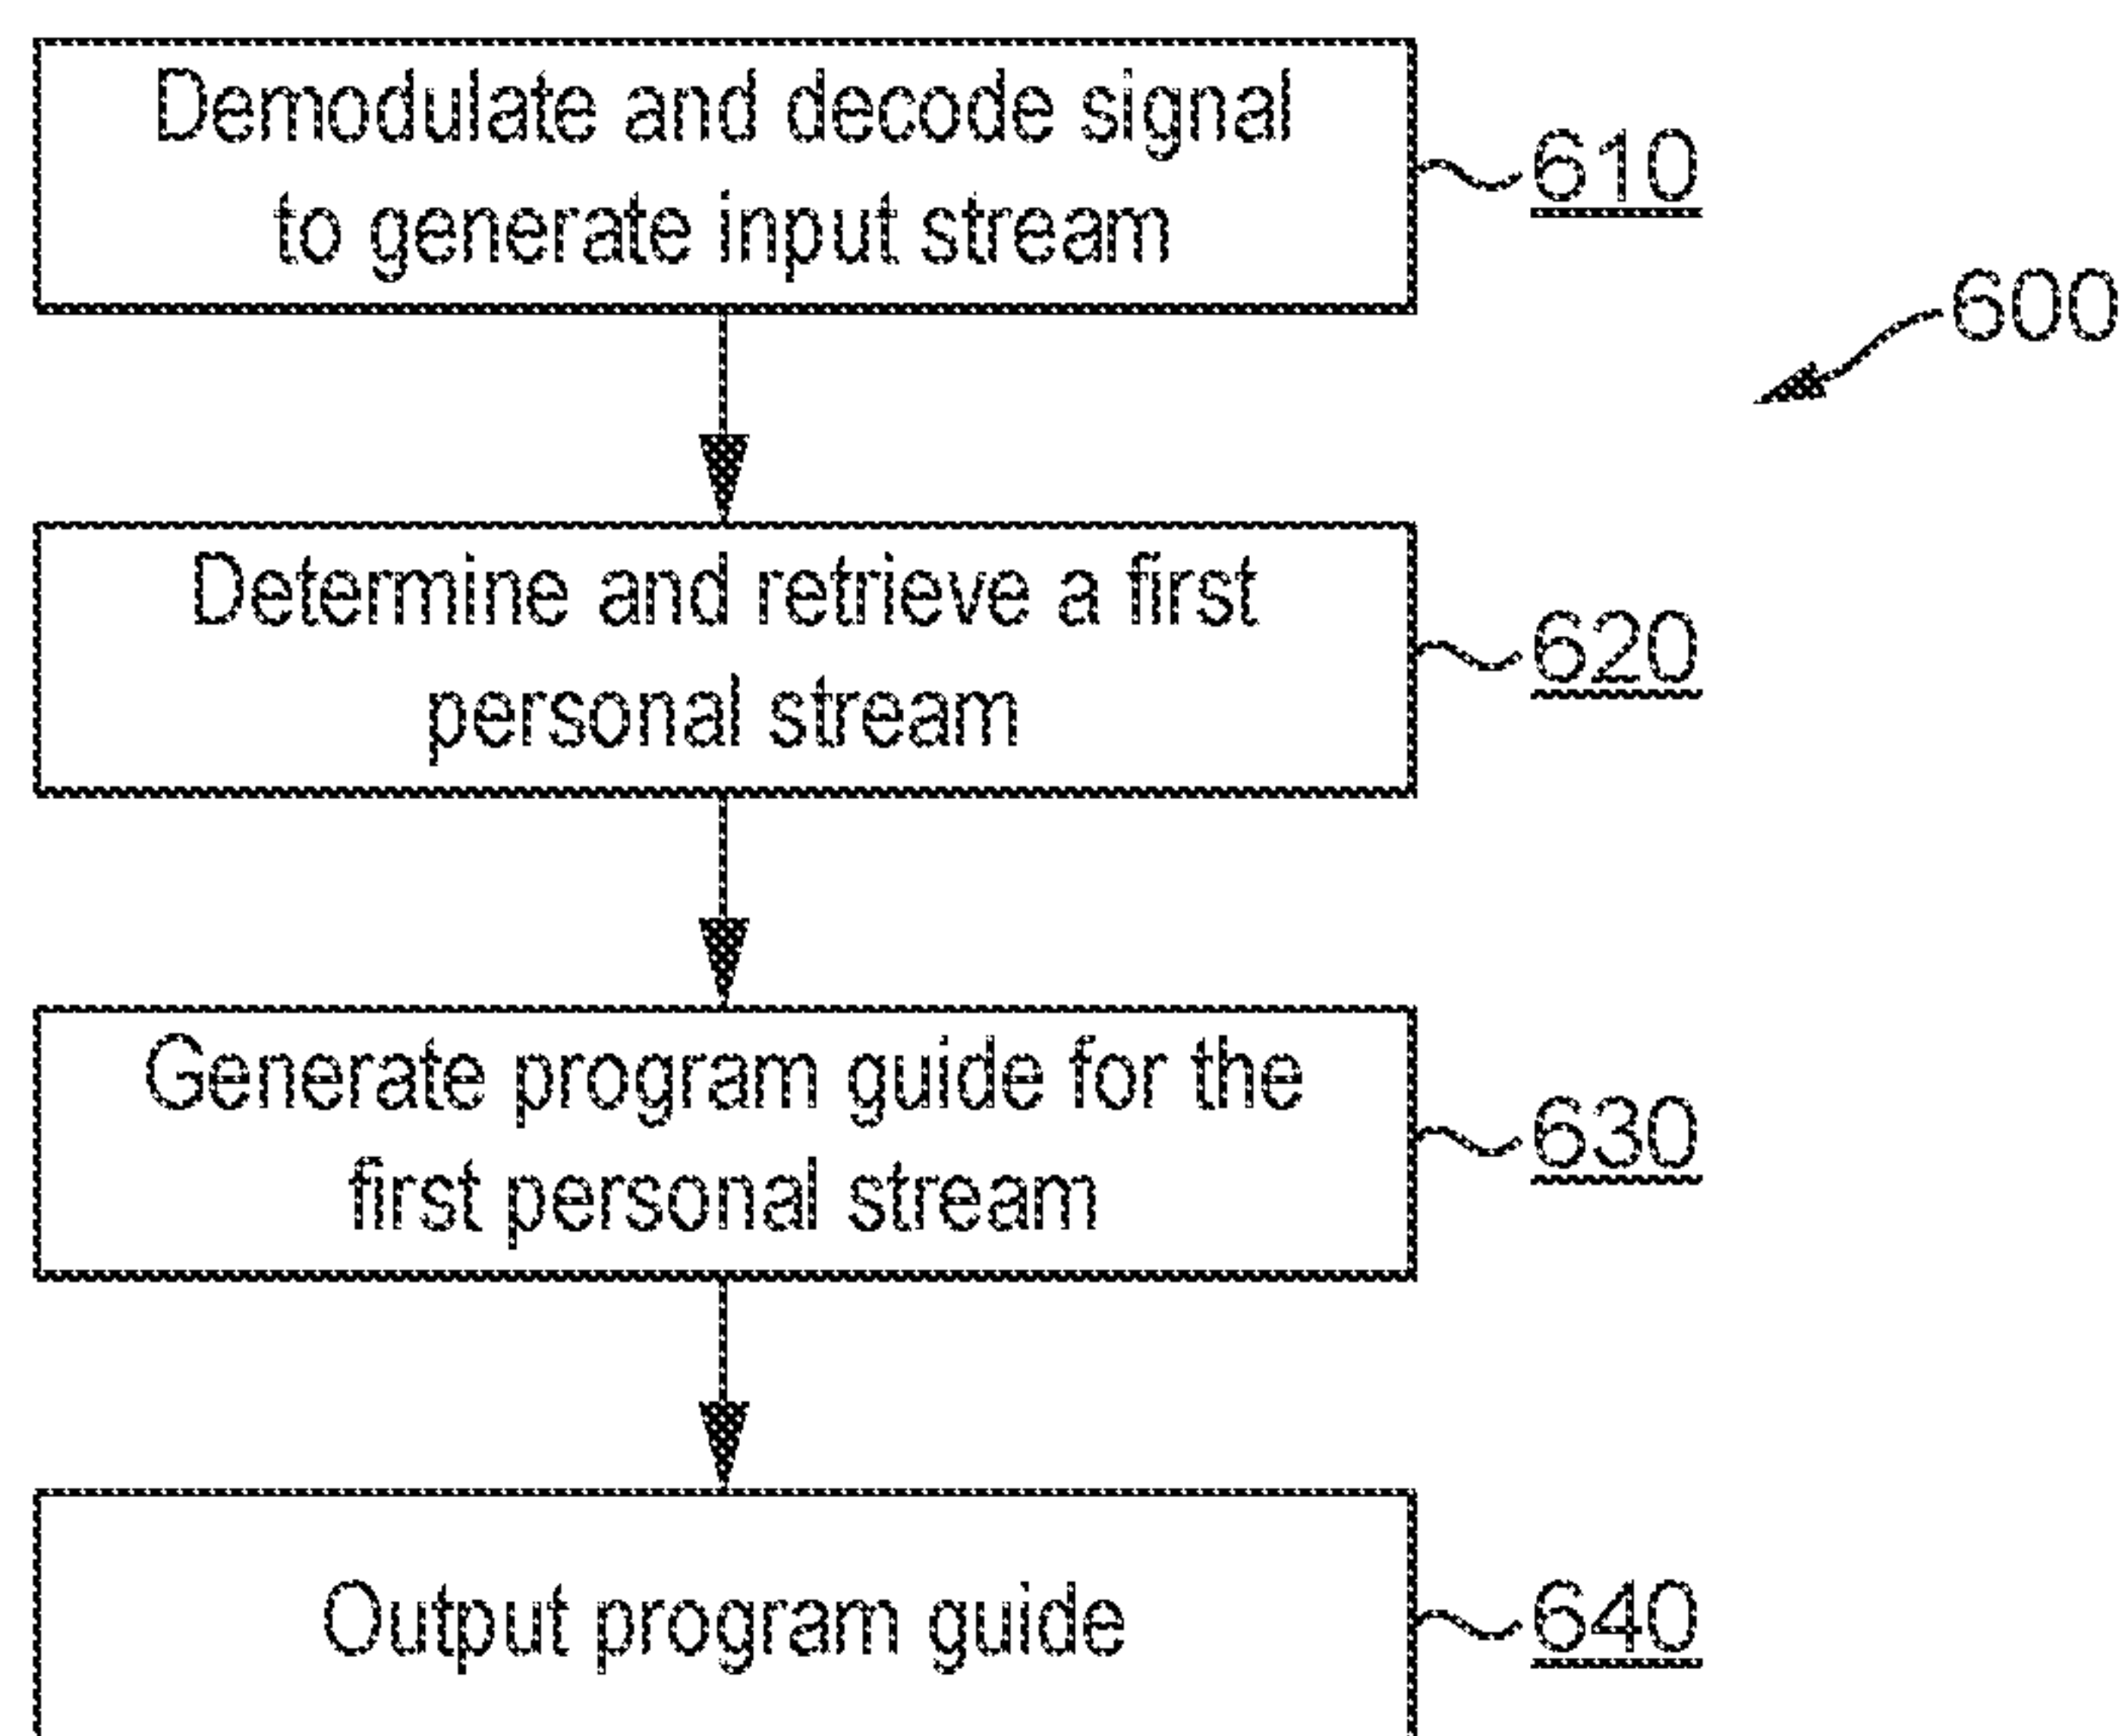 Demodulate and decode signal
to generate input stream
610
600
Determine and retrieve a first
personal stream
620
Generate program guide for the
first personal stream
630
Output program guide
640